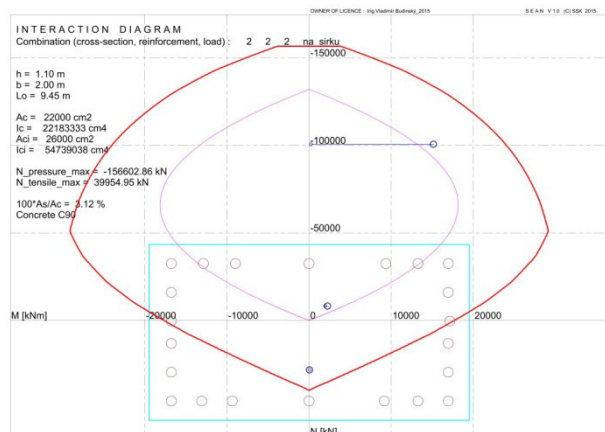 OWNER OF LICENCE : Ing.Vladimír Budinský_2015 S E A N V 1.0 (C) SSK 2015
INTERACTION DIAGRAM
Combination (cross-section, reinforcement, load) : 2 2 2 na_sirku
-150000
h = 1.10 m
b = 2.00 m
Lo = 9.45 m
Ac = 22000 cm2
Ic = 22183333 cm4
Aci = 26000 cm2
Ici = 54739038 cm4
-100000
N_pressure_max = -156602.86 kN
N_tensile_max = 39954.95 kN
100*As/Ac = 3.12 %
Concrete C90
-50000
M [kNm] -20000 -10000 0 10000 20000
N [kN]